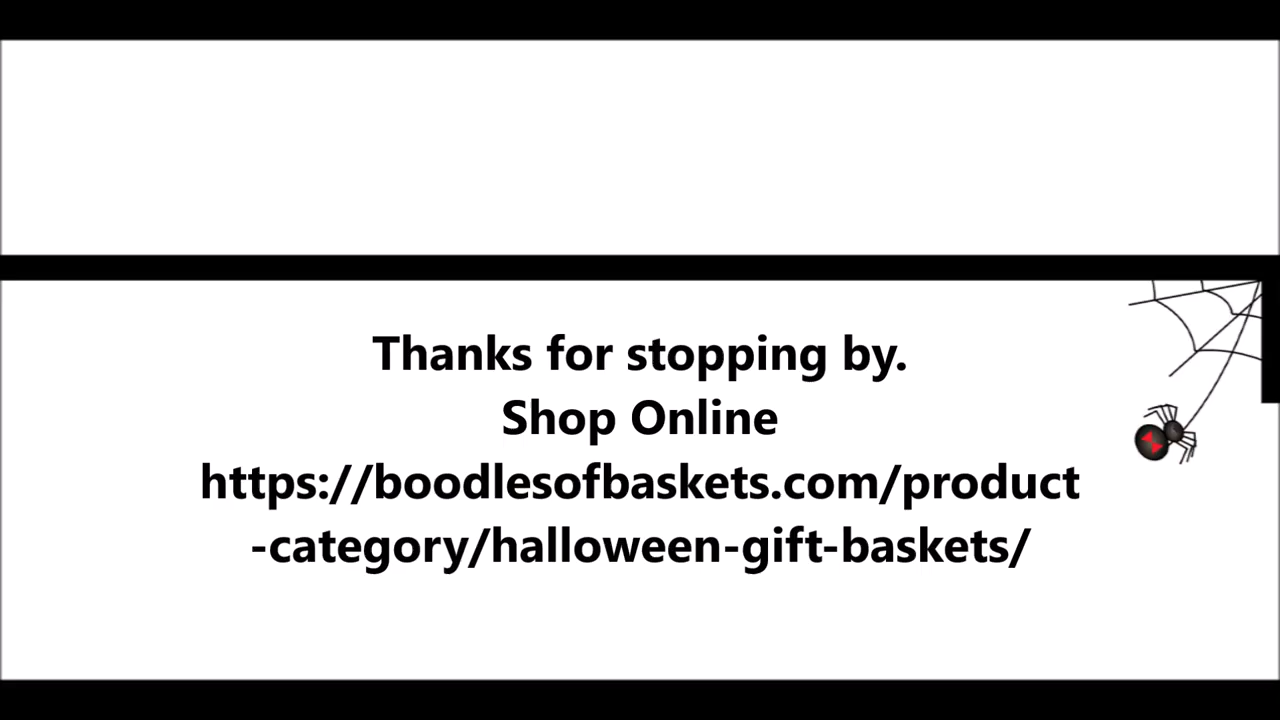 Thanks for stopping by.
Shop Online
https://boodlesofbaskets.com/product
-category/halloween-gift-baskets/